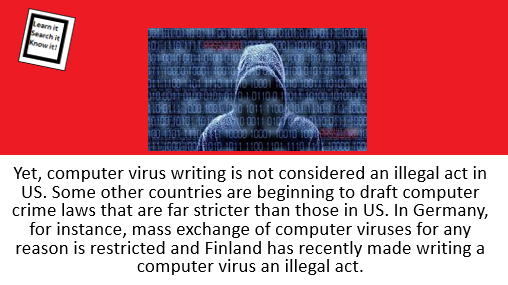 Learn it
Search it
Know it!
Yet, computer virus writing is not considered an illegal act in
US. Some other countries are beginning to draft computer
crime laws that are far stricter than those in US. In Germany,
for instance, mass exchange of computer viruses for any
reason is restricted and Finland has recently made writing a
computer virus an illegal act.